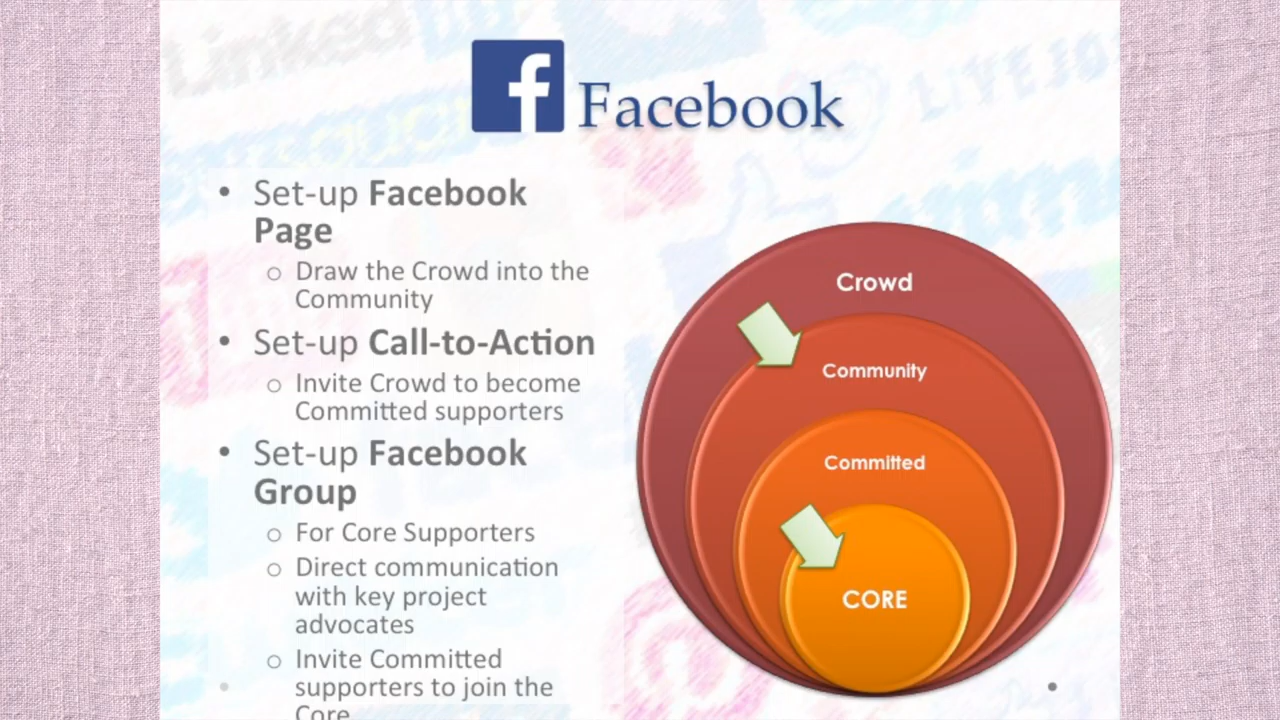 Facebook
• Set-up Facebook
Page
o Draw the Crowd into the
Community
• Set-up Call-to-Action
o Invite Crowd to become
Committed supporters
• Set-up Facebook
Group
o For Core Supporters
o Direct communication
with key project
advocates
o Invite Committed
supporters to join the
Core
Crowd
Community
Committed
CORE
Linked